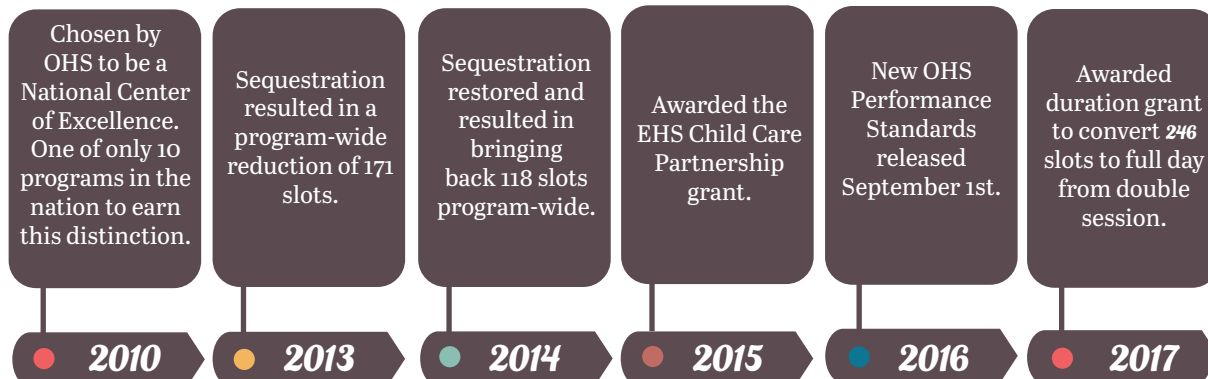 Chosen by
OHS to be a
National Center
of Excellence.
One of only 10
programs in the
nation to earn
this distinction.
Sequestration
resulted in a
program-wide
reduction of 171
slots.
Sequestration
restored and
resulted in
bringing
back 118 slots
program-wide.
Awarded the
EHS Child Care
Partnership
grant.
New OHS
Performance
Standards
released
September 1st.
Awarded
duration grant
to convert 246
slots to full day
from double
session.
2010
2013
2014
2015
2016
2017